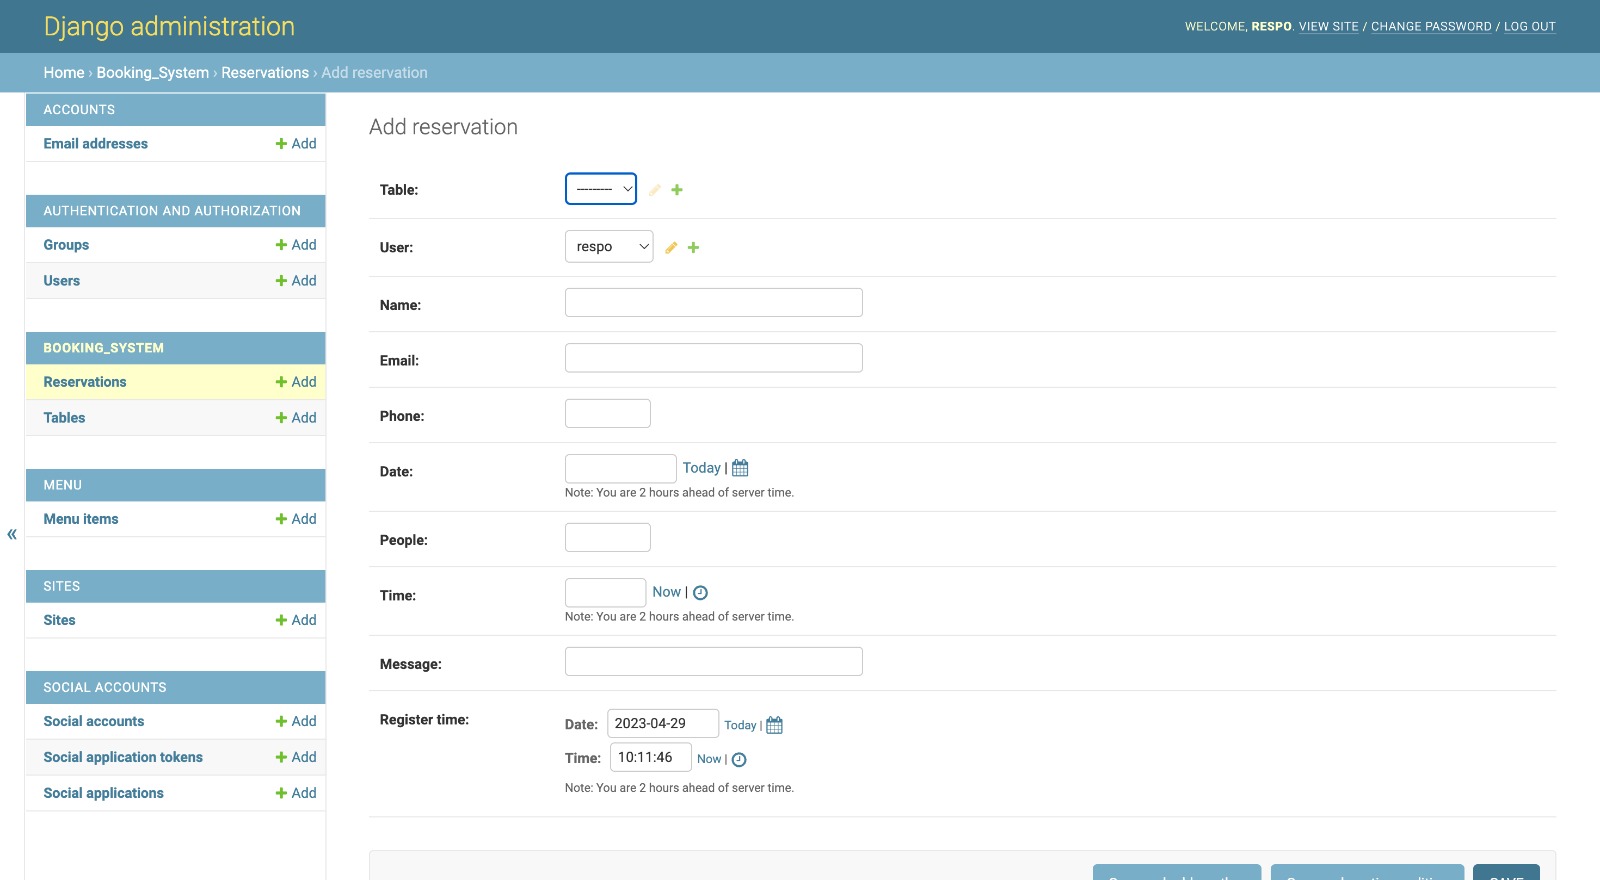 Django administration
WELCOME, RESPO. VIEW SITE / CHANGE PASSWORD / LOG OUT
Home › Booking_System › Reservations › Add reservation
ACCOUNTS
Email addresses + Add
AUTHENTICATION AND AUTHORIZATION
Groups + Add
Users + Add
BOOKING_SYSTEM
Reservations + Add
Tables + Add
MENU
Menu items + Add
«
SITES
Sites + Add
SOCIAL ACCOUNTS
Social accounts + Add
Social application tokens + Add
Social applications + Add
Add reservation
Table: ---------
User: respo
Name:
Email:
Phone:
Date: Today |
Note: You are 2 hours ahead of server time.
People:
Time: Now |
Note: You are 2 hours ahead of server time.
Message:
Register time:
Date: 2023-04-29 Today |
Time: 10:11:46 Now |
Note: You are 2 hours ahead of server time.
SAVE